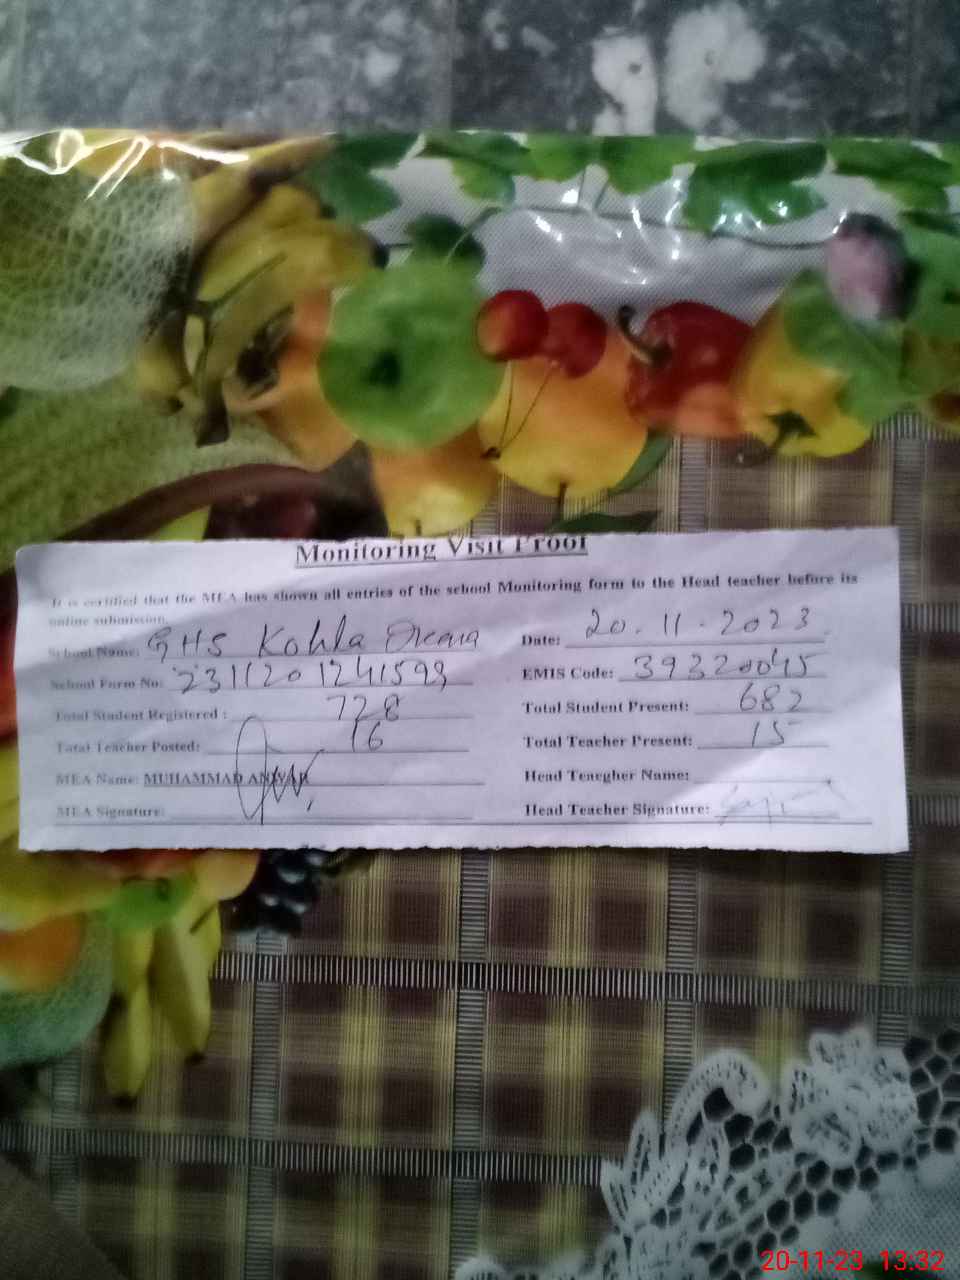 Monitoring Visit Proof
It is certified that the MEA has shown all entries of the school Monitoring form to the Head teacher before its
online submission.
School Name: GHS Kohla Okara Date: 20.11.2023
School Form No: 2311201241599 EMIS Code: 39320045
Total Student Registered : 728 Total Student Present: 682
Total Teacher Posted: 16 Total Teacher Present: 15
MEA Name: MUHAMMAD ANWAR Head Teaegher Name:
MEA Signature: Head Teacher Signature:
20-11-23 13:32